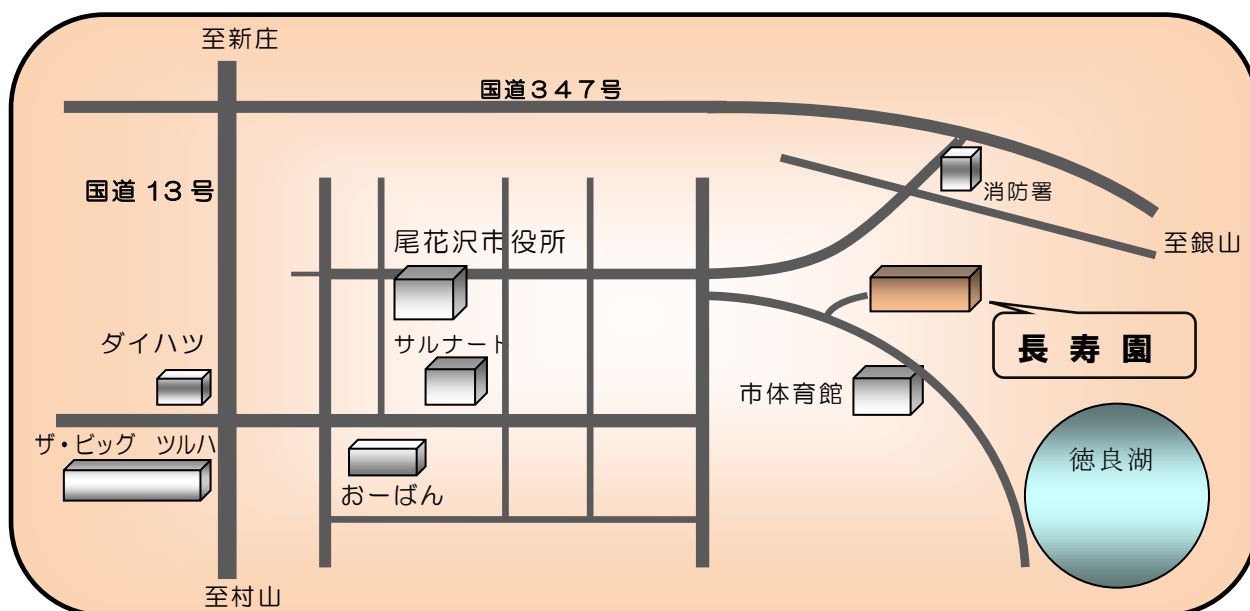 至新庄
国道３４７号
国道 13 号
消防署
尾花沢市役所
至銀山
ダイハツ
サルナート
長 寿 園
市体育館
ザ・ビッグ　ツルハ
徳良湖
おーばん
至村山